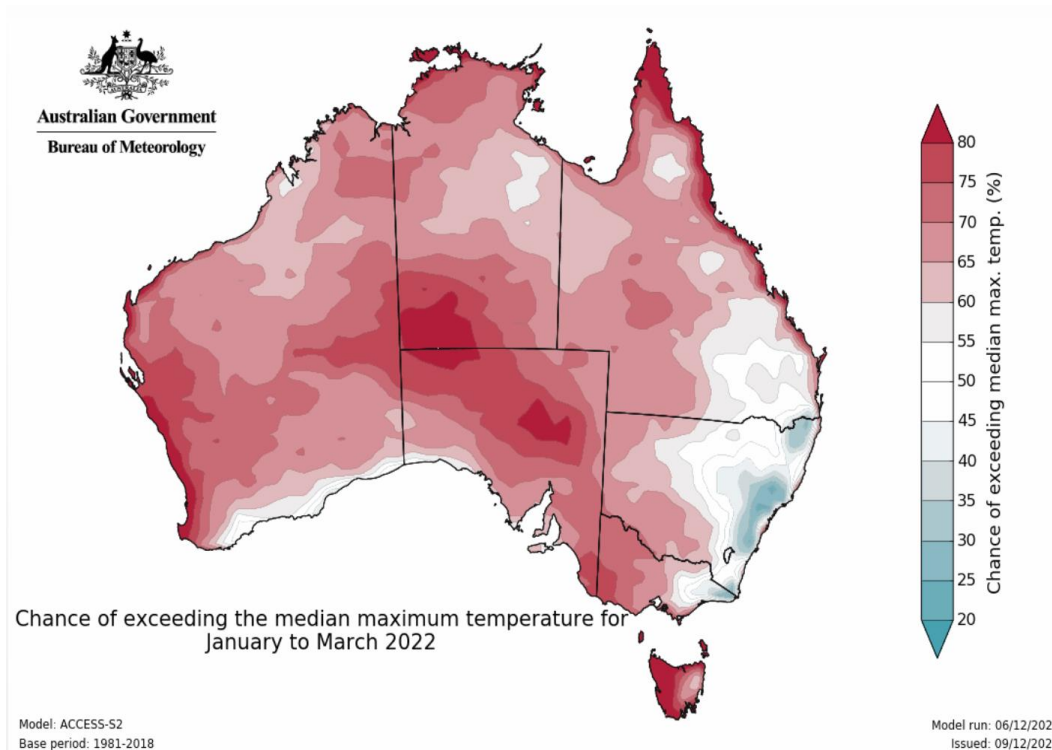 Australian Government
Bureau of Meteorology
80
75
70
65
60
55
50
45
40
35
30
25
20
Chance of exceeding median max. temp. (%)
Chance of exceeding the median maximum temperature for
January to March 2022
Model: ACCESS-S2
Base period: 1981-2018
Model run: 06/12/202
Issued: 09/12/202